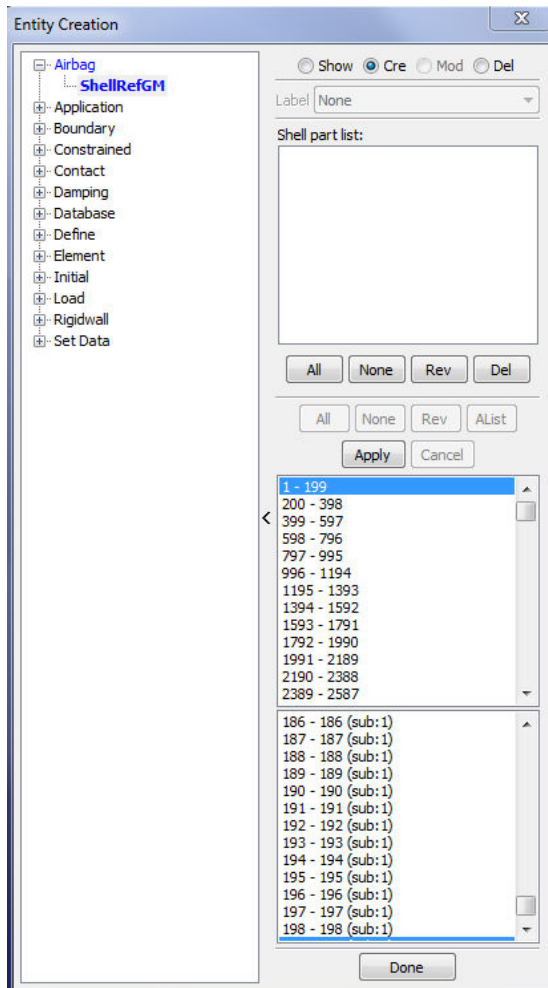 Entity Creation
Airbag
ShellRefGM
Application
Boundary
Constrained
Contact
Damping
Database
Define
Element
Initial
Load
Rigidwall
Set Data
Show Cre Mod Del
Label None
Shell part list:
All None Rev Del
All None Rev AList
Apply Cancel
<
1 - 199
200 - 398
399 - 597
598 - 796
797 - 995
996 - 1194
1195 - 1393
1394 - 1592
1593 - 1791
1792 - 1990
1991 - 2189
2190 - 2388
2389 - 2587
186 - 186 (sub:1)
187 - 187 (sub:1)
188 - 188 (sub:1)
189 - 189 (sub:1)
190 - 190 (sub:1)
191 - 191 (sub:1)
192 - 192 (sub:1)
193 - 193 (sub:1)
194 - 194 (sub:1)
195 - 195 (sub:1)
196 - 196 (sub:1)
197 - 197 (sub:1)
198 - 198 (sub:1)
Done